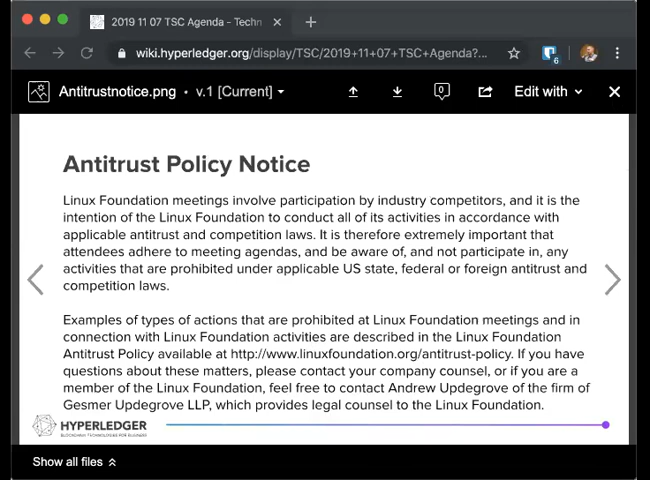 2019 11 07 TSC Agenda - Techn
wiki.hyperledger.org/display/TSC/2019+11+07+TSC+Agenda?...
6
Antitrustnotice.png • v.1 [Current]
0
Edit with
Antitrust Policy Notice
Linux Foundation meetings involve participation by industry competitors, and it is the
intention of the Linux Foundation to conduct all of its activities in accordance with
applicable antitrust and competition laws. It is therefore extremely important that
attendees adhere to meeting agendas, and be aware of, and not participate in, any
activities that are prohibited under applicable US state, federal or foreign antitrust and
competition laws.
Examples of types of actions that are prohibited at Linux Foundation meetings and in
connection with Linux Foundation activities are described in the Linux Foundation
Antitrust Policy available at http://www.linuxfoundation.org/antitrust-policy. If you have
questions about these matters, please contact your company counsel, or if you are a
member of the Linux Foundation, feel free to contact Andrew Updegrove of the firm of
Gesmer Updegrove LLP, which provides legal counsel to the Linux Foundation.
HYPERLEDGER
BLOCKCHAIN TECHNOLOGIES FOR BUSINESS
Show all files